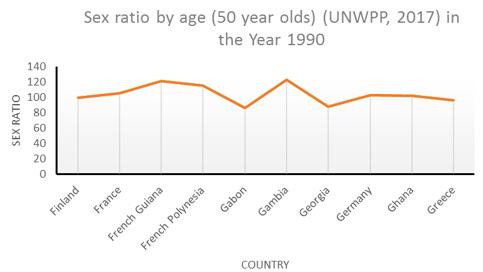 Sex ratio by age (50 year olds) (UNWPP, 2017) in
the Year 1990
140
120
100
80
60
40
20
0
SEX RATIO
Finland
France
French Guiana
French Polynesia
Gabon
Gambia
Georgia
Germany
Ghana
Greece
COUNTRY